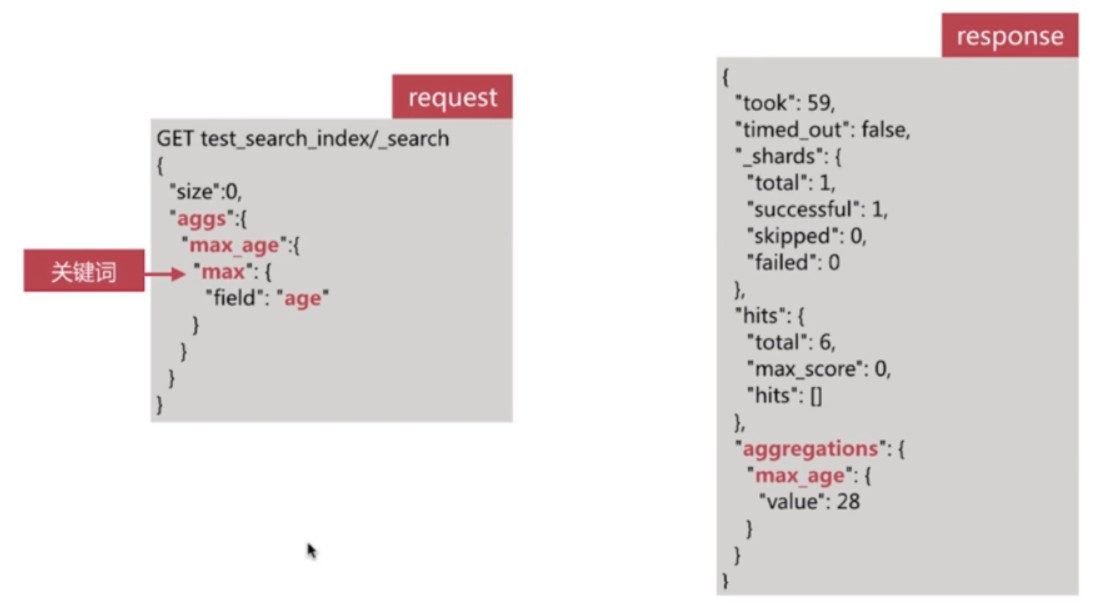 request
GET test_search_index/_search
{
"size":0,
"aggs":{
"max_age":{
关键词
"max": {
"field": "age"
}
}
}
}
response
{
"took": 59,
"timed_out": false,
"_shards": {
"total": 1,
"successful": 1,
"skipped": 0,
"failed": 0
},
"hits": {
"total": 6,
"max_score": 0,
"hits": []
},
"aggregations": {
"max_age": {
"value": 28
}
}
}